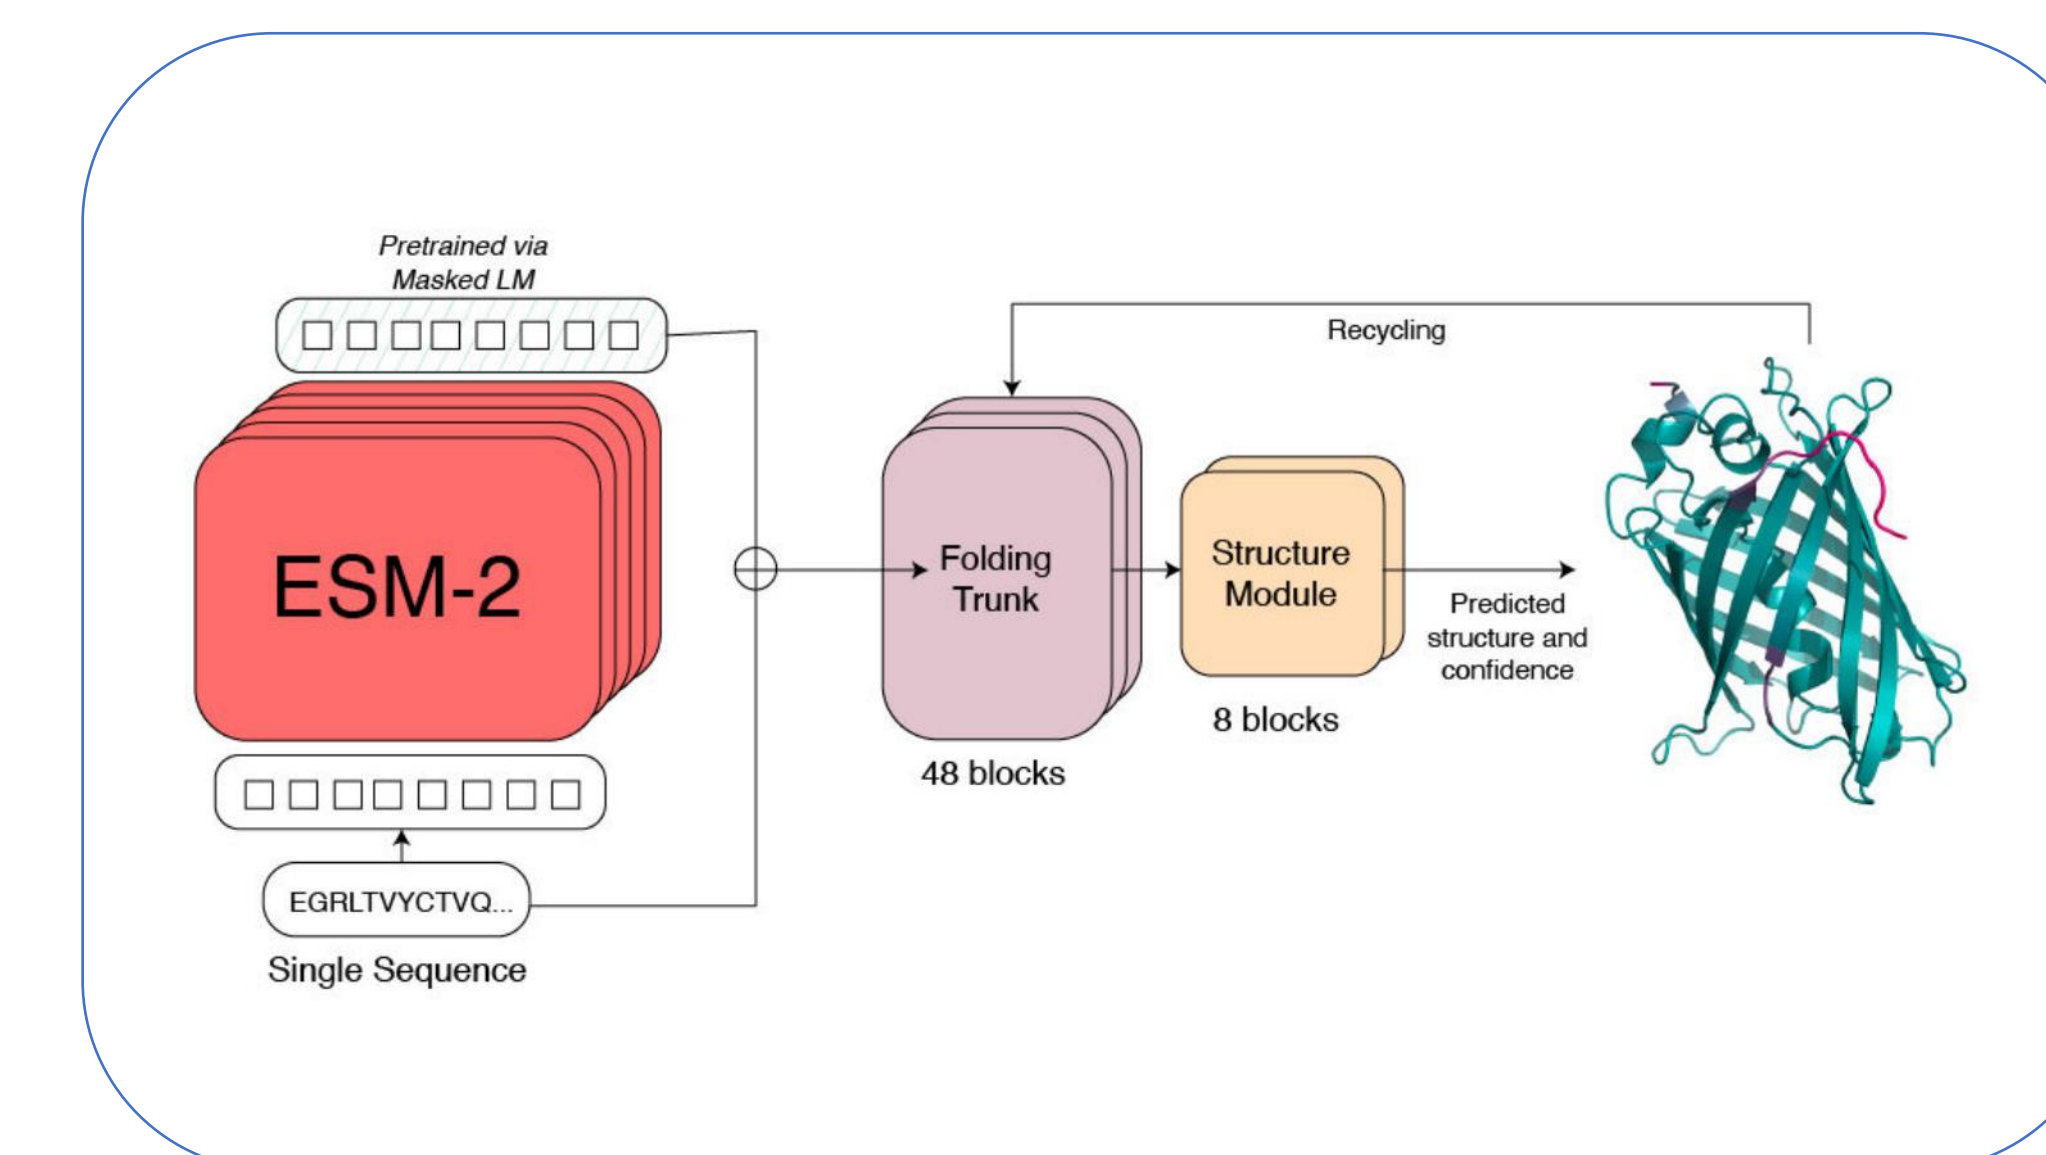 Pretrained via
Masked LM
ESM-2
EGRLTVYCTVQ...
Single Sequence
Recycling
Folding
Trunk
48 blocks
Structure
Module
8 blocks
Predicted
structure and
confidence